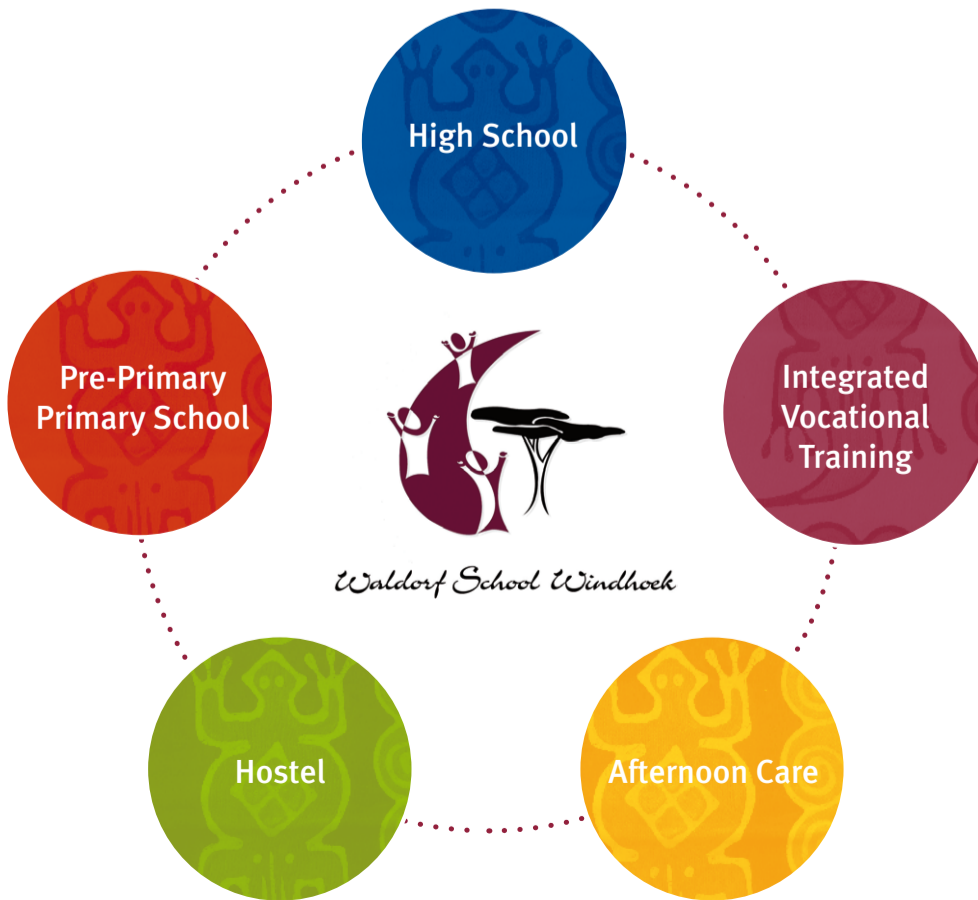 High School
Pre-Primary
Primary School
Integrated
Vocational
Training
Waldorf School Windhoek
Hostel
Afternoon Care